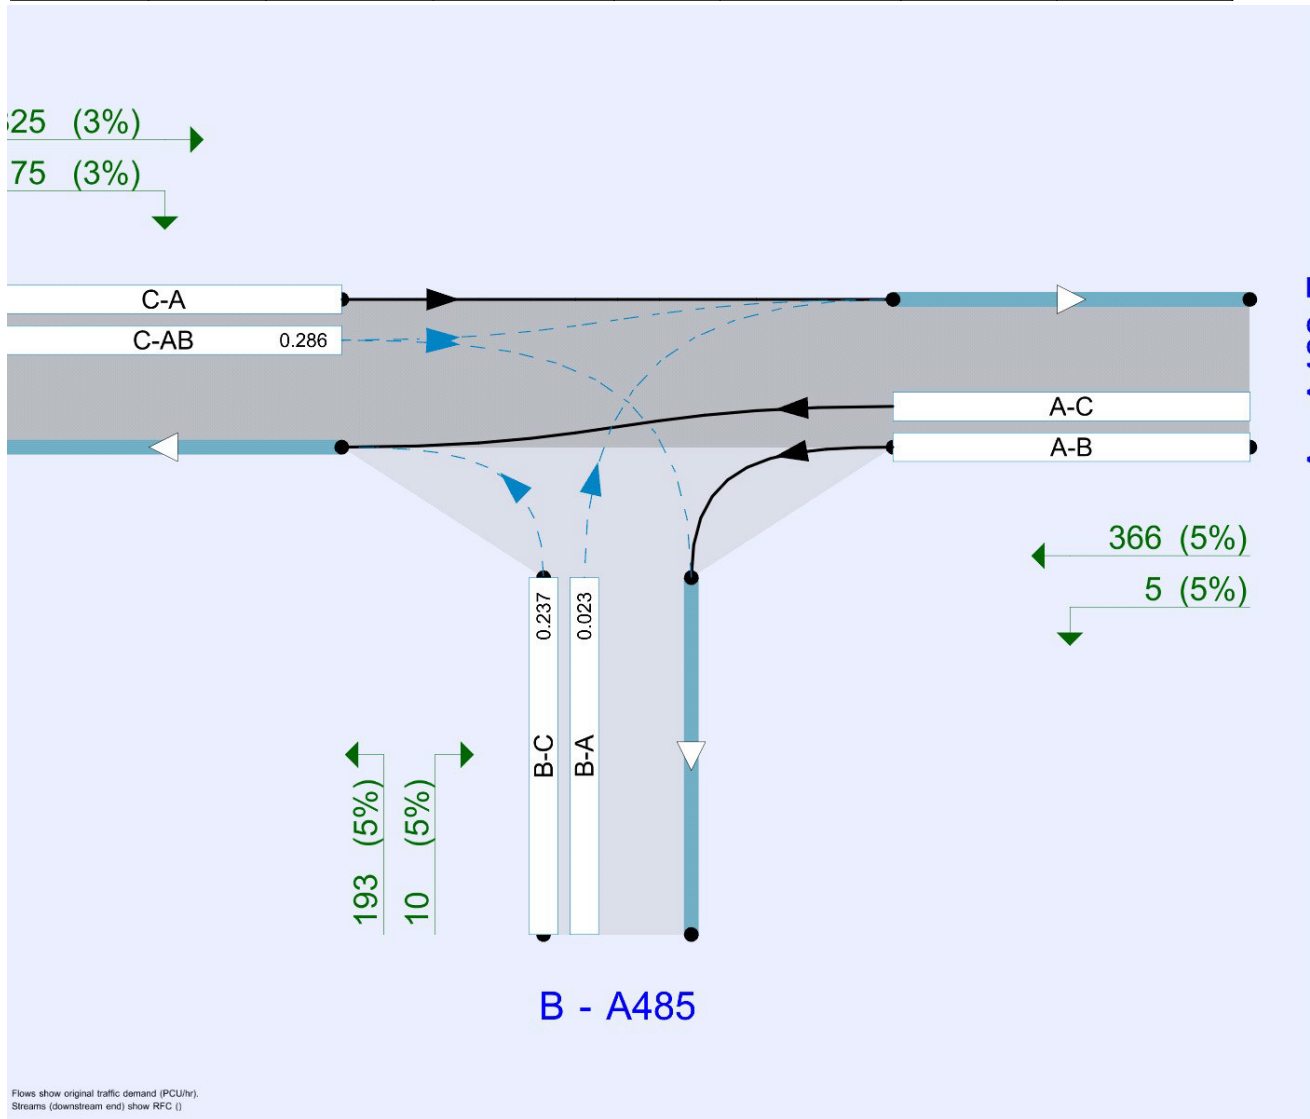 25 (3%)
75 (3%)
C-A
C-AB 0.286
A-C
A-B
366 (5%)
5 (5%)
0.237
0.023
B-C
B-A
193 (5%)
10 (5%)
B - A485
Flows show original traffic demand (PCU/hr).
Streams (downstream end) show RFC ()